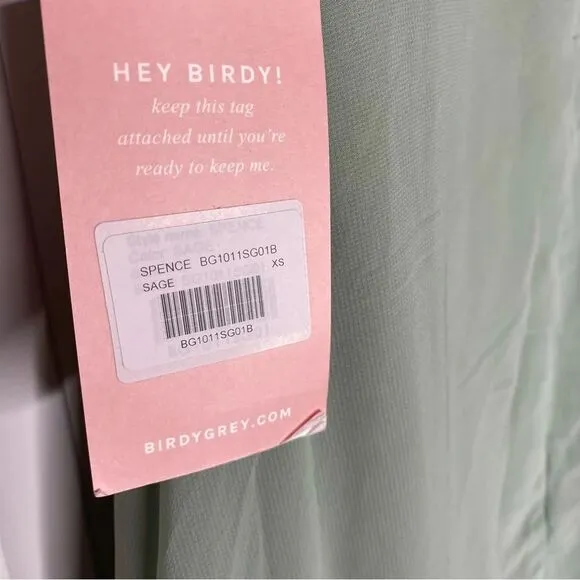 HEY BIRDY!
keep this tag
attached until you're
ready to keep me.
SPENCE BG1011SG01B
SAGE XS
BG1011SG01B
BIRDYGREY.COM